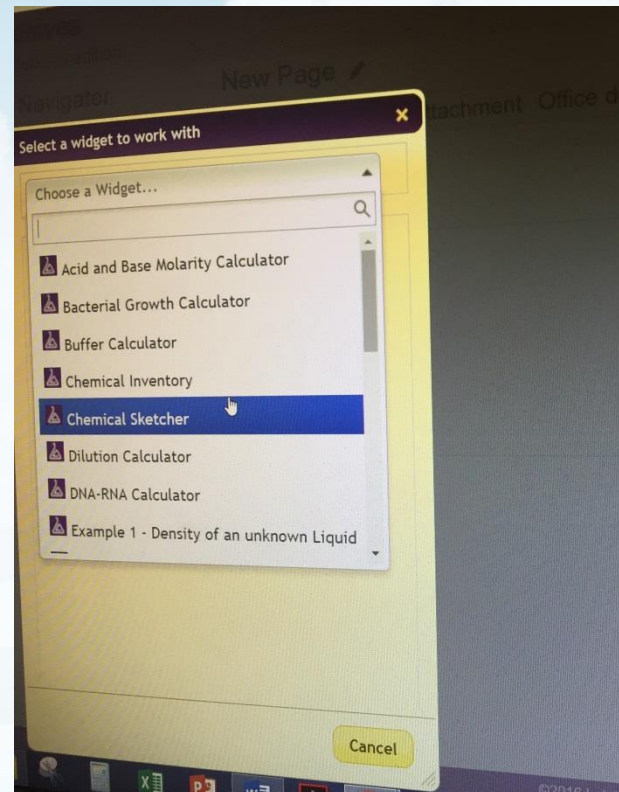 Navigator
New Page
ttachment Office d
Select a widget to work with
Choose a Widget...
Acid and Base Molarity Calculator
Bacterial Growth Calculator
Buffer Calculator
Chemical Inventory
Chemical Sketcher
Dilution Calculator
DNA-RNA Calculator
Example 1 - Density of an unknown Liquid
Cancel